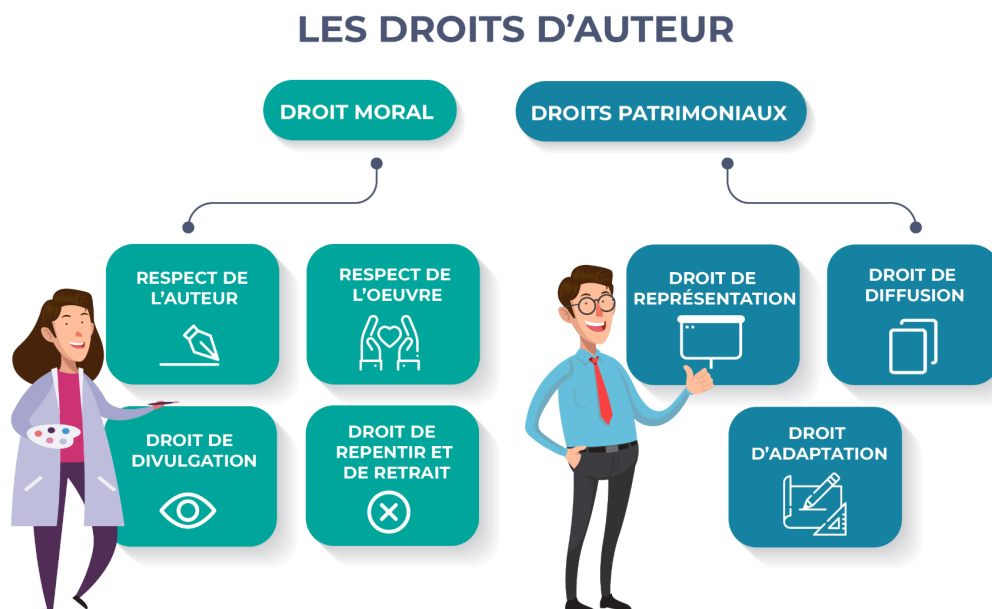 LES DROITS D'AUTEUR
DROIT MORAL
DROITS PATRIMONIAUX
RESPECT DE
L'AUTEUR
RESPECT DE
L'OEUVRE
DROIT DE
DIVULGATION
DROIT DE
REPENTIR ET
DE RETRAIT
DROIT DE
REPRÉSENTATION
DROIT DE
DIFFUSION
DROIT
D'ADAPTATION